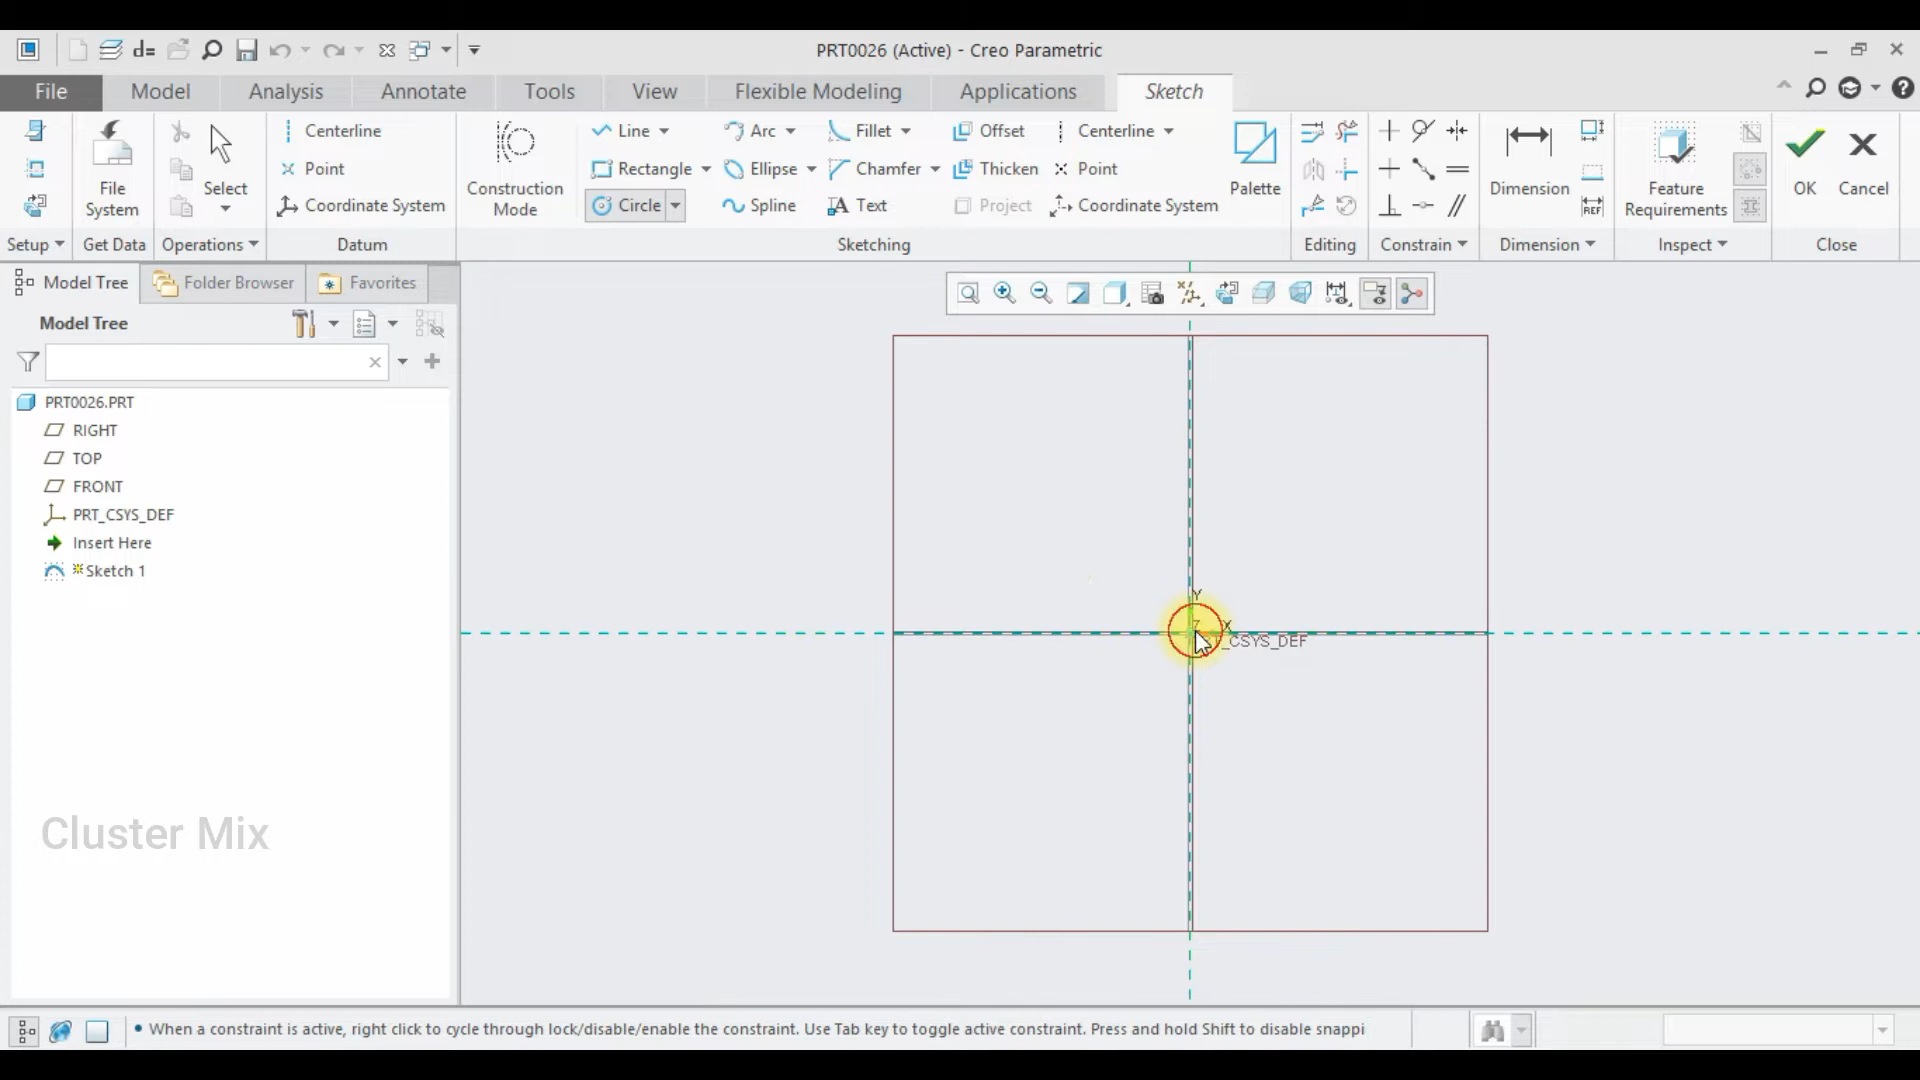 d=
PRT0026 (Active) - Creo Parametric
File Model Analysis Annotate Tools View Flexible Modeling Applications Sketch
Centerline Line Arc Fillet Offset Centerline
Point Rectangle Ellipse Chamfer Thicken Point
File System Select Coordinate System Construction Mode Circle Spline Text Project Coordinate System Palette REF Dimension Feature Requirements OK Cancel
Setup Get Data Operations Datum Sketching Editing Constrain Dimension Inspect Close
Model Tree Folder Browser Favorites
Model Tree
PRT0026.PRT
RIGHT
TOP
FRONT
PRT_CSYS_DEF
Insert Here
Sketch 1
Y
Z X
_CSYS_DEF
Cluster Mix
• When a constraint is active, right click to cycle through lock/disable/enable the constraint. Use Tab key to toggle active constraint. Press and hold Shift to disable snappi